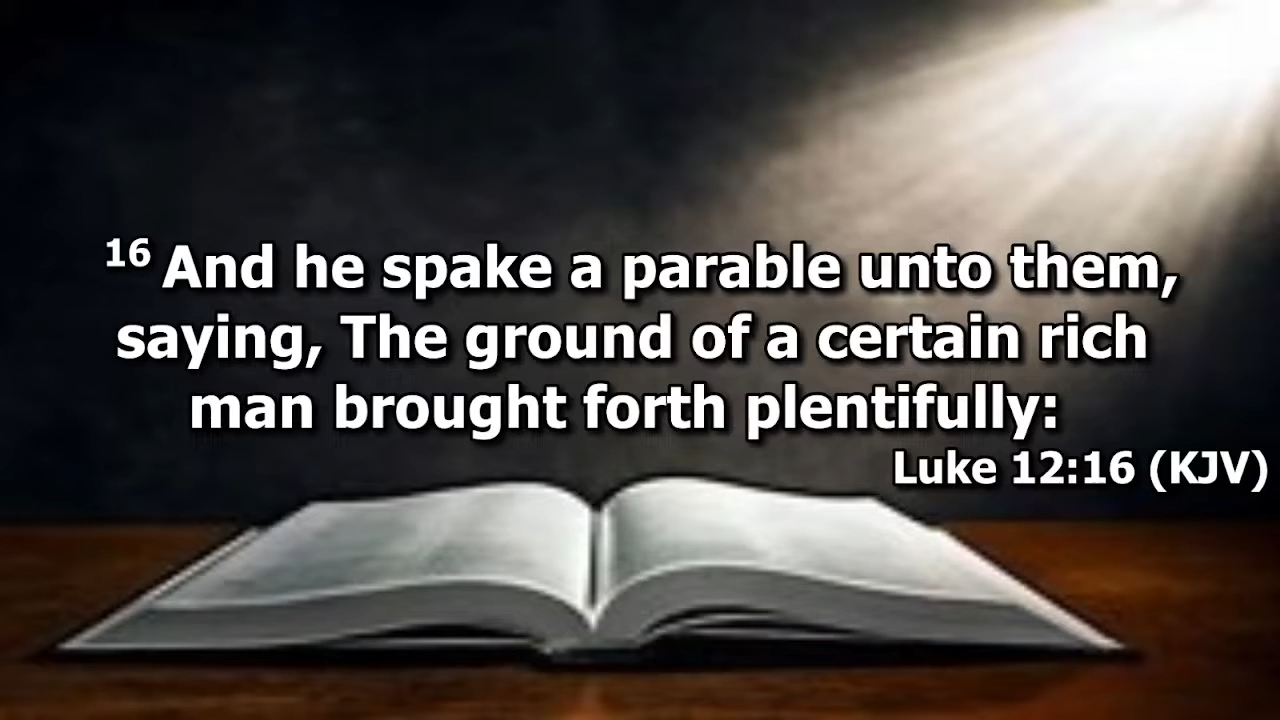 16 And he spake a parable unto them,
saying, The ground of a certain rich
man brought forth plentifully:
Luke 12:16 (KJV)